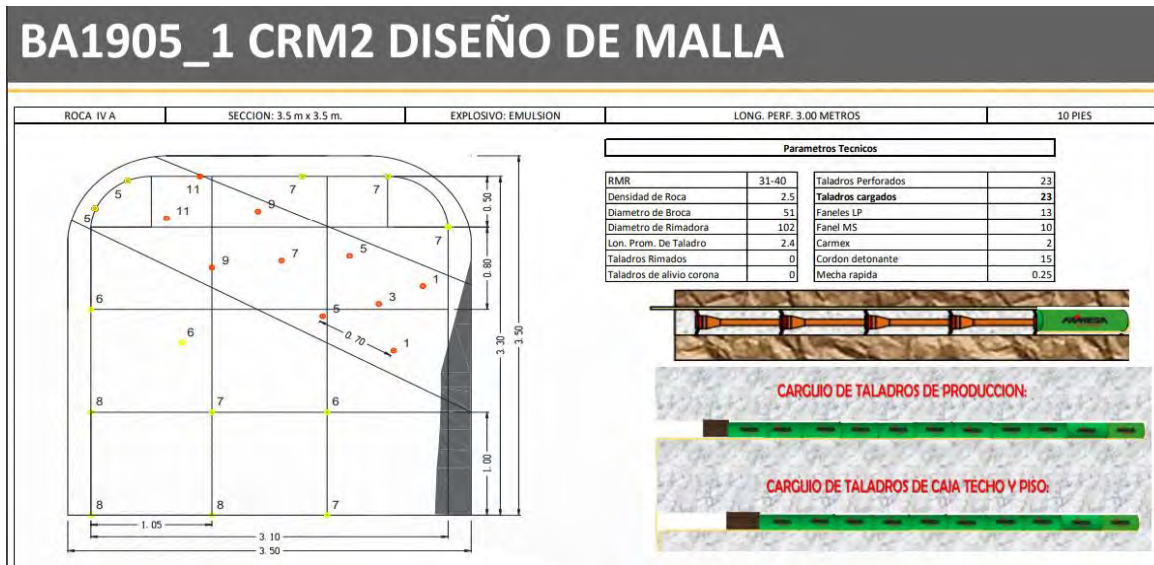 BA1905_1 CRM2 DISEÑO DE MALLA
ROCA IV A SECCION: 3.5 m x 3.5 m. EXPLOSIVO: EMULSION LONG. PERF. 3.00 METROS 10 PIES
Parametros Tecnicos
RMR 31-40 Taladros Perforados 23
Densidad de Roca 2.5 Taladros cargados 23
Diametro de Broca 51 Faneles LP 13
Diametro de Rimadora 102 Fanel MS 10
Lon. Prom. De Taladro 2.4 Carmex 2
Taladros Rimados 0 Cordon detonante 15
Taladros de alivio corona 0 Mecha rapida 0.25
5 11 7 7
5 11 9 7
9 7 5 1
6 5 3
6 1
0.70
8 7 6
8 8 7
0.50
0.80
1.00
3.30
3.50
1.05
3.10
3.50
FAMESA
CARGUIO DE TALADROS DE PRODUCCION:
CARGUIO DE TALADROS DE CAJA TECHO Y PISO: